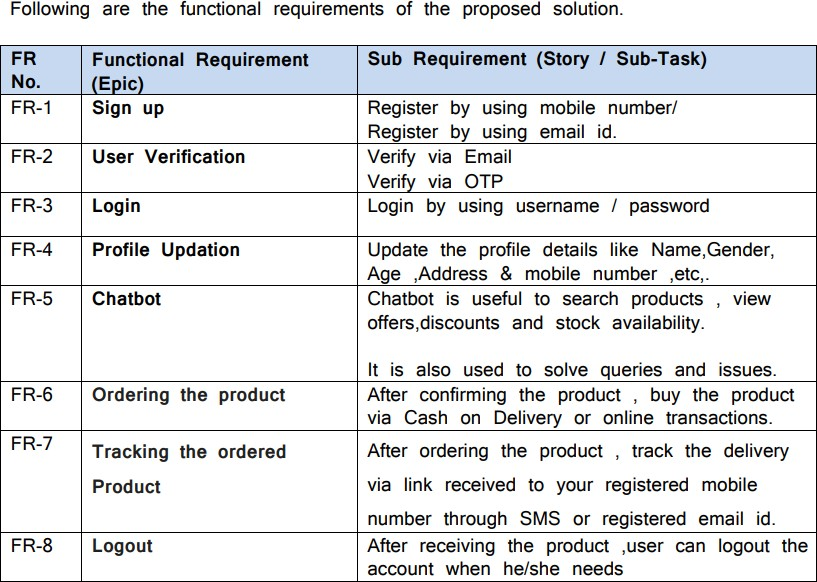 Following are the functional requirements of the proposed solution.
FR No. Functional Requirement (Epic) Sub Requirement (Story / Sub-Task)
FR-1 Sign up Register by using mobile number/
Register by using email id.
FR-2 User Verification Verify via Email
Verify via OTP
FR-3 Login Login by using username / password
FR-4 Profile Updation Update the profile details like Name,Gender,
Age ,Address & mobile number ,etc,.
FR-5 Chatbot Chatbot is useful to search products , view
offers,discounts and stock availability.
It is also used to solve queries and issues.
FR-6 Ordering the product After confirming the product , buy the product
via Cash on Delivery or online transactions.
FR-7 Tracking the ordered After ordering the product , track the delivery
Product via link received to your registered mobile
number through SMS or registered email id.
FR-8 Logout After receiving the product ,user can logout the
account when he/she needs